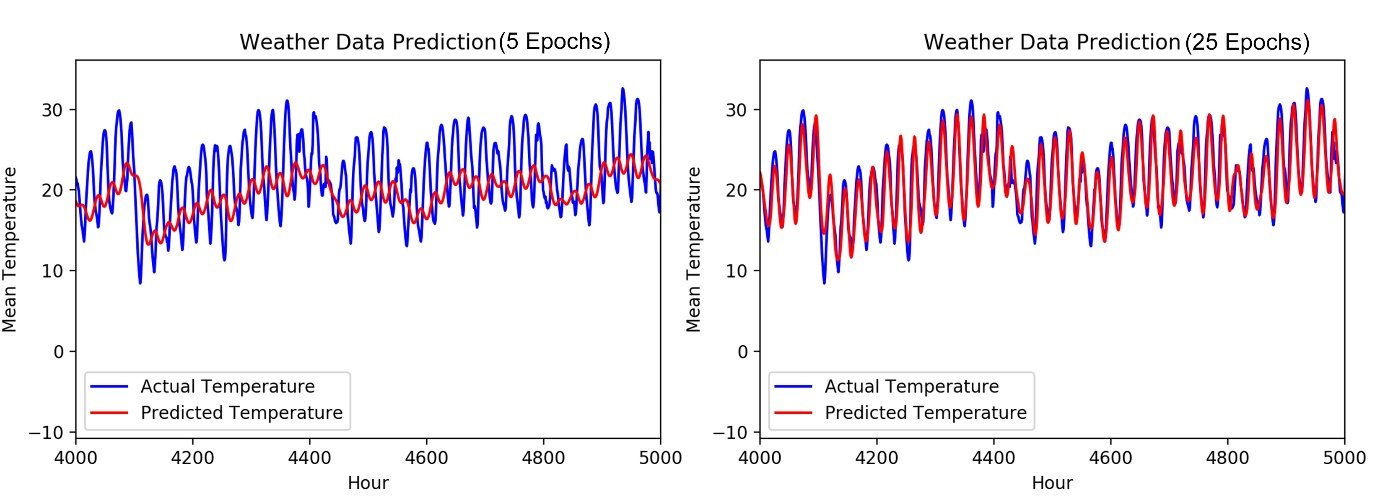 Weather Data Prediction (5 Epochs)
Mean Temperature
30
20
10
0
−10
Actual Temperature
Predicted Temperature
4000 4200 4400 4600 4800 5000
Hour
Weather Data Prediction (25 Epochs)
Mean Temperature
30
20
10
0
−10
Actual Temperature
Predicted Temperature
4000 4200 4400 4600 4800 5000
Hour